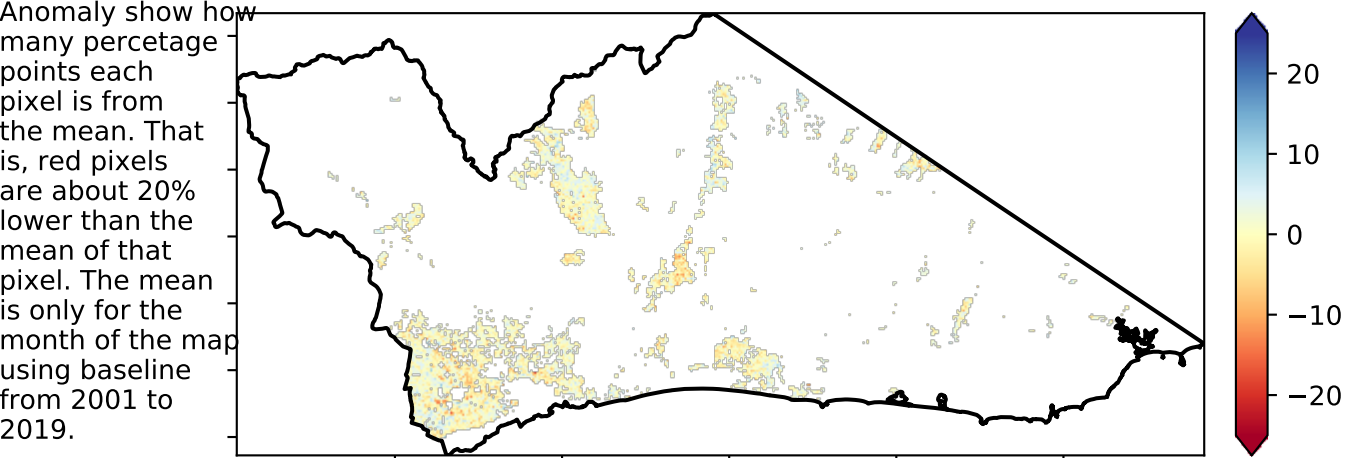 Anomaly show how
many percetage
points each
pixel is from
the mean. That
is, red pixels
are about 20%
lower than the
mean of that
pixel. The mean
is only for the
month of the map
using baseline
from 2001 to
2019.
20
10
0
−10
−20